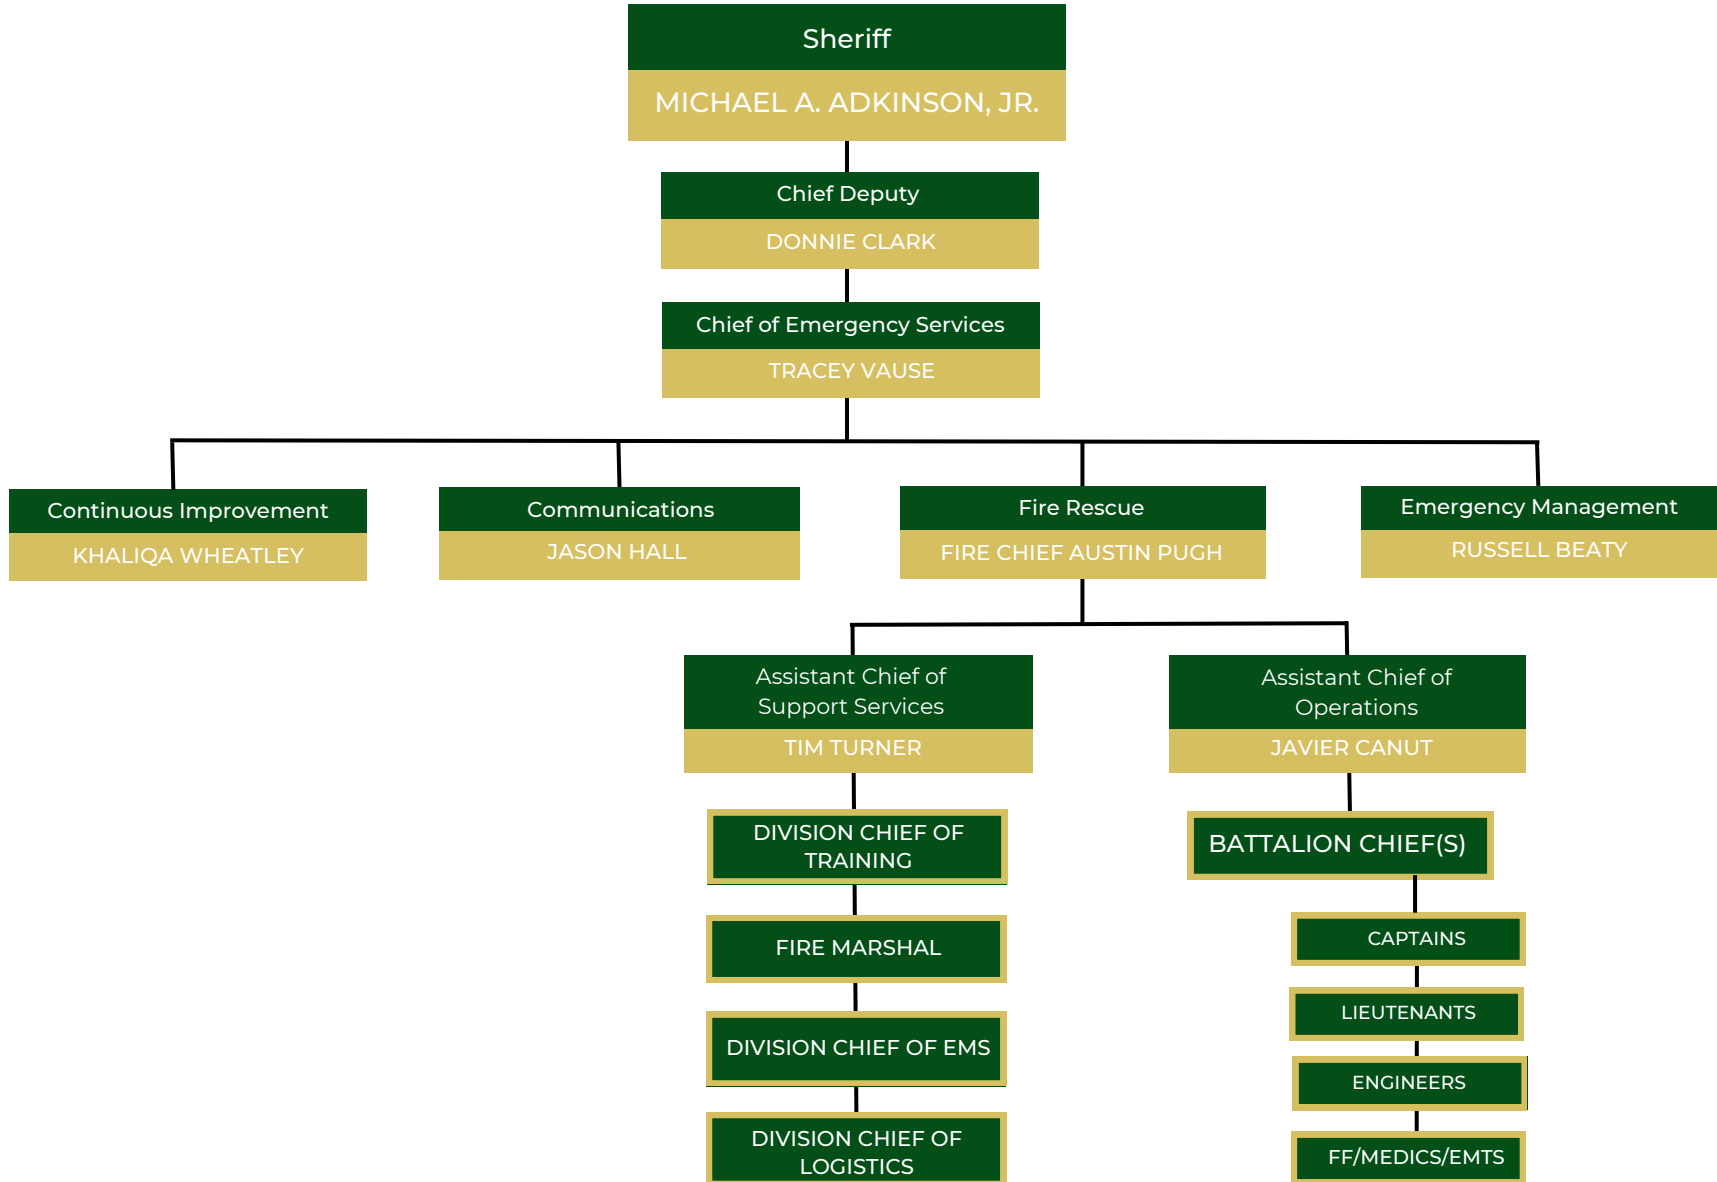 Sheriff
MICHAEL A. ADKINSON, JR.
Chief Deputy
DONNIE CLARK
Chief of Emergency Services
TRACEY VAUSE
Continuous Improvement
KHALIQA WHEATLEY
Communications
JASON HALL
Fire Rescue
FIRE CHIEF AUSTIN PUGH
Emergency Management
RUSSELL BEATY
Assistant Chief of
Support Services
TIM TURNER
Assistant Chief of
Operations
JAVIER CANUT
DIVISION CHIEF OF
TRAINING
FIRE MARSHAL
DIVISION CHIEF OF EMS
DIVISION CHIEF OF
LOGISTICS
BATTALION CHIEF(S)
CAPTAINS
LIEUTENANTS
ENGINEERS
FF/MEDICS/EMTS